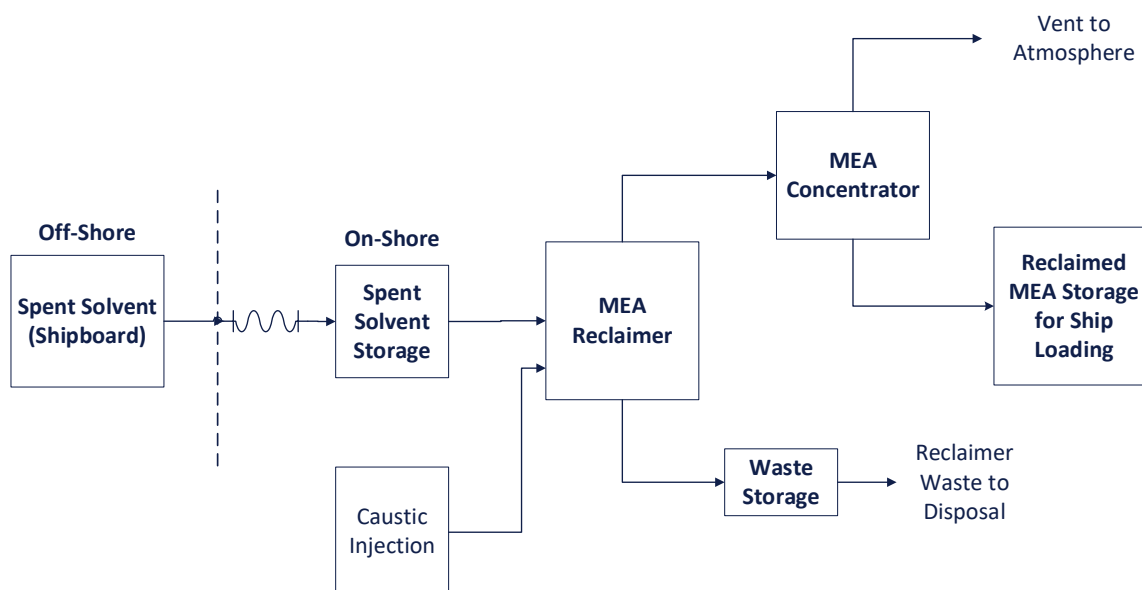 Vent to
Atmosphere
MEA
Concentrator
Off-Shore
On-Shore
Spent Solvent
(Shipboard)
Spent
Solvent
Storage
MEA
Reclaimer
Reclaimed
MEA Storage
for Ship
Loading
Caustic
Injection
Waste
Storage
Reclaimer
Waste to
Disposal